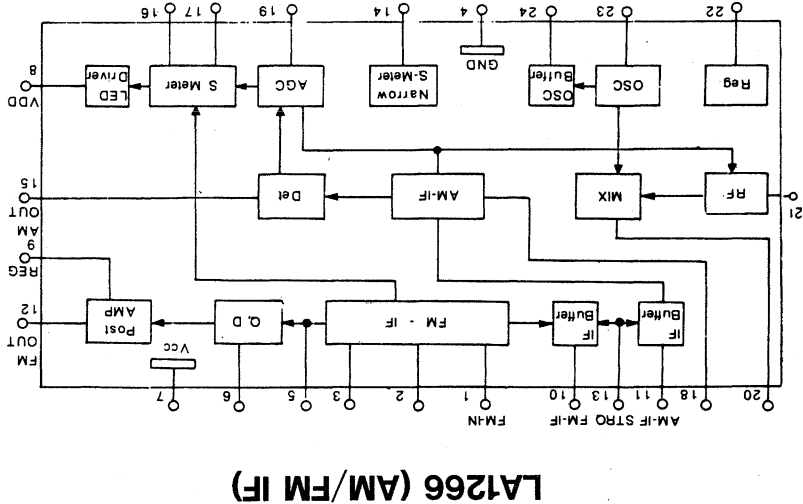 LA1266 (AM/FM IF)
AM-IF STRQ FM-IF FM-IN
20 18 11 13 10 1 2 3 5 6 7
Vcc
FM
OUT
12
IF
Buffer
IF
Buffer
FM - IF
Q.D
Post
AMP
REG
9
AM
OUT
15
21
RF
MIX
AM-IF
Det
VDD
8
Reg
OSC
OSC
Buffer
GND
Narrow
S-Meter
AGC
S Meter
LED
Driver
22 23 24 4 14 19 17 16